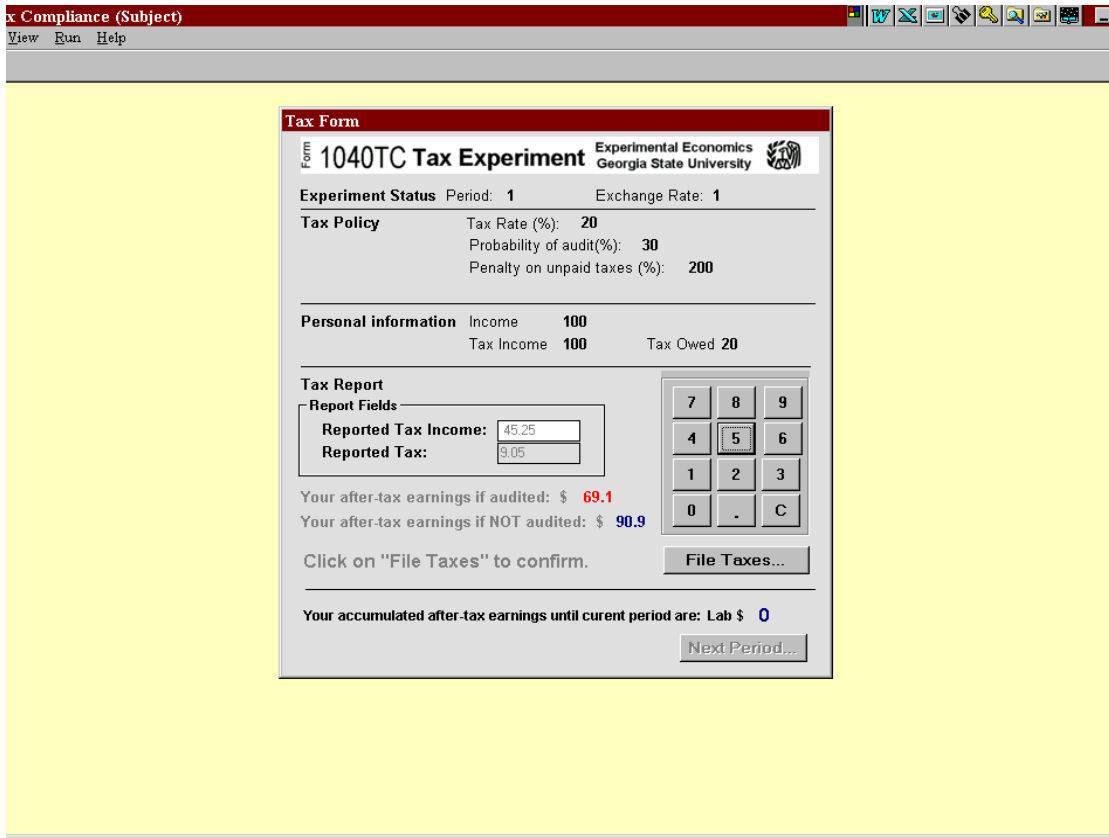 x Compliance (Subject)
View Run Help
Tax Form
Form 1040TC Tax Experiment Experimental Economics
Georgia State University
Experiment Status Period: 1 Exchange Rate: 1
Tax Policy Tax Rate (%): 20
Probability of audit(%): 30
Penalty on unpaid taxes (%): 200
Personal information Income 100
Tax Income 100 Tax Owed 20
Tax Report
Report Fields
Reported Tax Income: 45.25
Reported Tax: 9.05
7 8 9
4 5 6
1 2 3
0 . C
Your after-tax earnings if audited: $ 69.1
Your after-tax earnings if NOT audited: $ 90.9
Click on "File Taxes" to confirm.
File Taxes...
Your accumulated after-tax earnings until curent period are: Lab $ 0
Next Period...